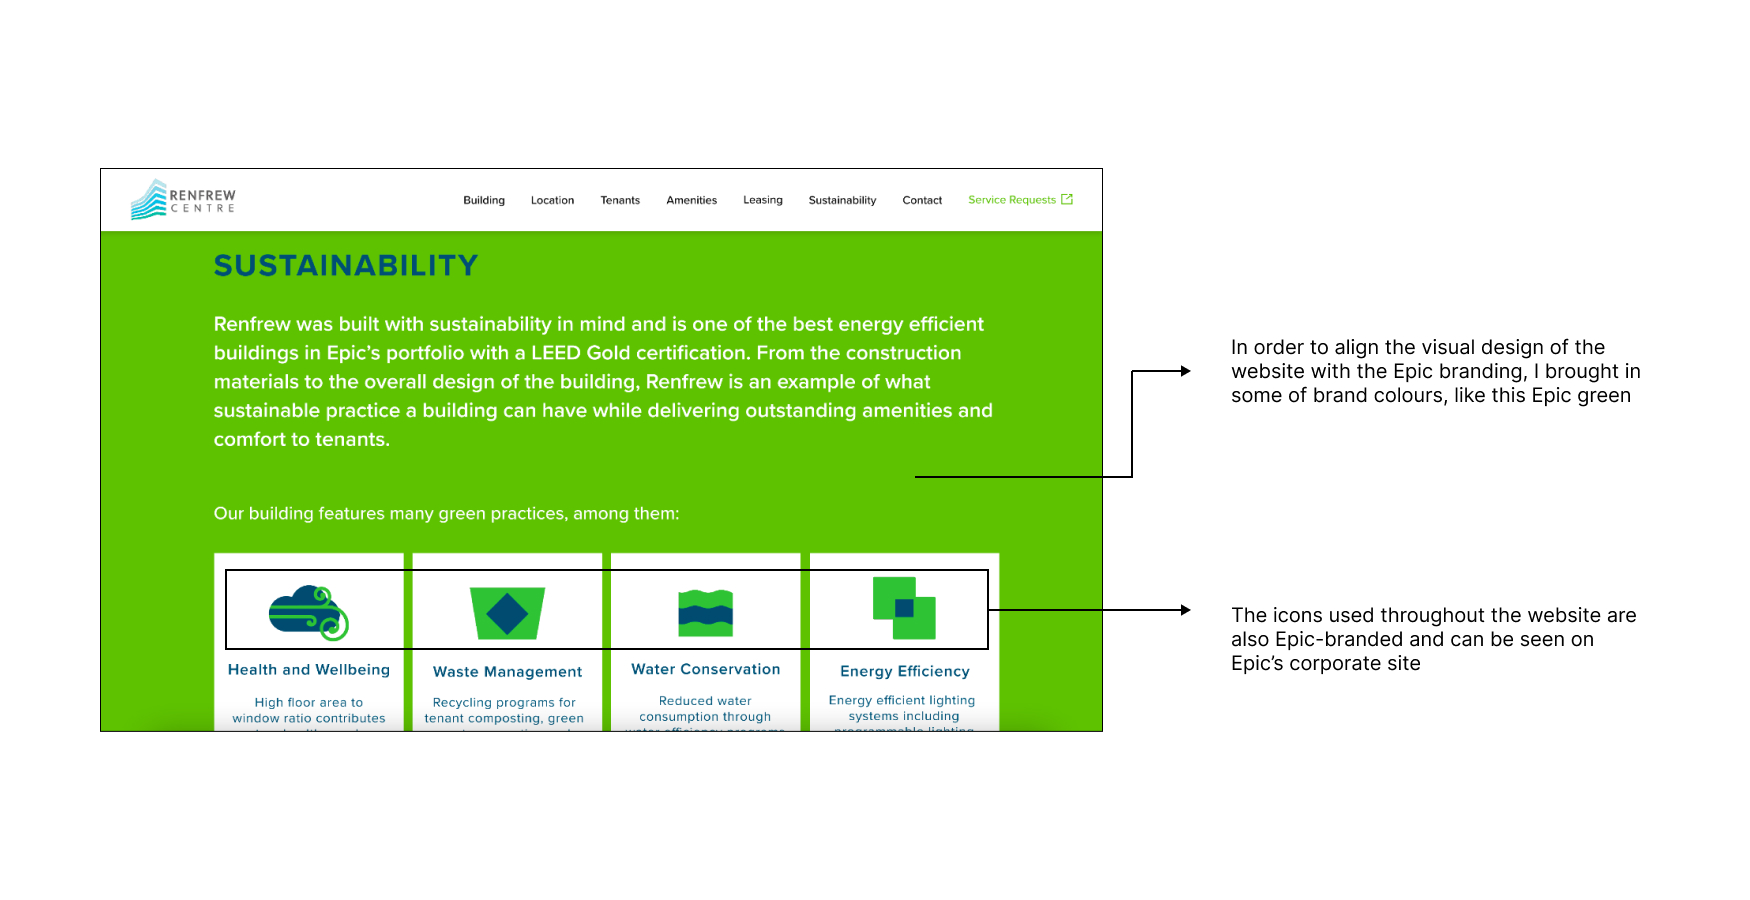 RENFREW
CENTRE
Building Location Tenants Amenities Leasing Sustainability Contact Service Requests
SUSTAINABILITY
Renfrew was built with sustainability in mind and is one of the best energy efficient
buildings in Epic’s portfolio with a LEED Gold certification. From the construction
materials to the overall design of the building, Renfrew is an example of what
sustainable practice a building can have while delivering outstanding amenities and
comfort to tenants.
Our building features many green practices, among them:
Health and Wellbeing
High floor area to
window ratio contributes
Waste Management
Recycling programs for
tenant composting, green
Water Conservation
Reduced water
consumption through
water efficiency programs
Energy Efficiency
Energy efficient lighting
systems including
programmable lighting
In order to align the visual design of the
website with the Epic branding, I brought in
some of brand colours, like this Epic green
The icons used throughout the website are
also Epic-branded and can be seen on
Epic’s corporate site